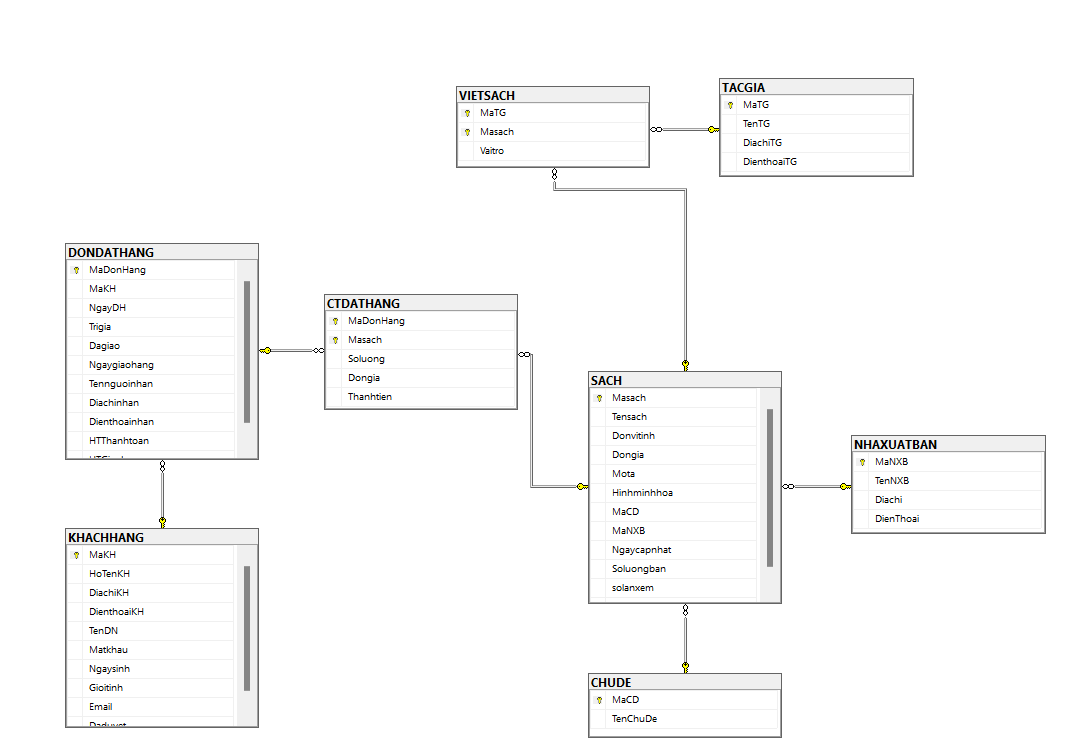 VIETSACH
MaTG
Masach
Vaitro
TACGIA
MaTG
TenTG
DiachiTG
DienthoaiTG
DONDATHANG
MaDonHang
MaKH
NgayDH
Trigia
Dagiao
Ngaygiaohang
Tennguoinhan
Diachinhan
Dienthoainhan
HTThanhtoan
CTDATHANG
MaDonHang
Masach
Soluong
Dongia
Thanhtien
SACH
Masach
Tensach
Donvitinh
Dongia
Mota
Hinhminhhoa
MaCD
MaNXB
Ngaycapnhat
Soluongban
solanxem
NHAXUATBAN
MaNXB
TenNXB
Diachi
DienThoai
KHACHHANG
MaKH
HoTenKH
DiachiKH
DienthoaiKH
TenDN
Matkhau
Ngaysinh
Gioitinh
Email
Daduyet
CHUDE
MaCD
TenChuDe